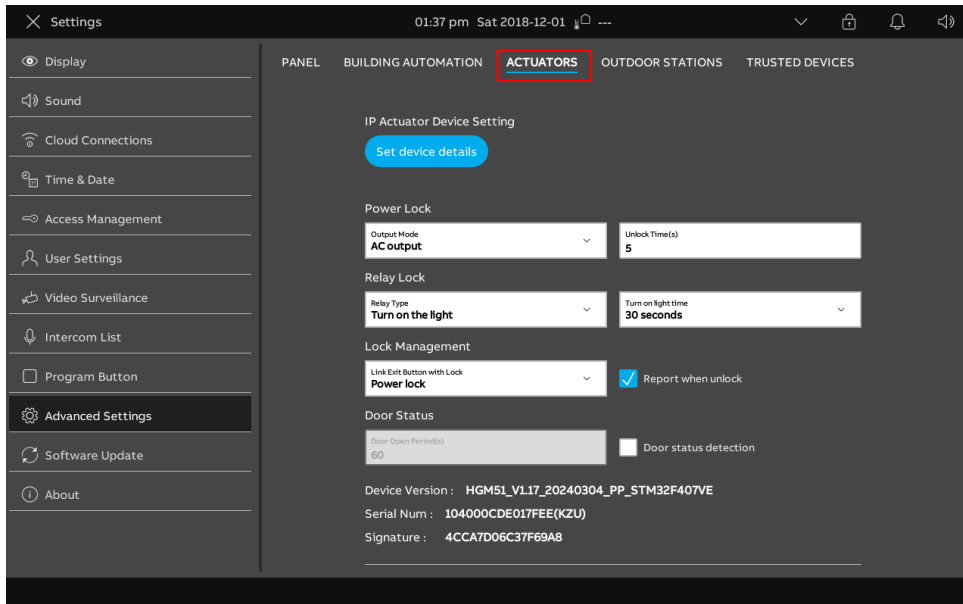 Settings
01:37 pm Sat 2018-12-01 ---
Display
Sound
Cloud Connections
Time & Date
Access Management
User Settings
Video Surveillance
Intercom List
Program Button
Advanced Settings
Software Update
About
PANEL BUILDING AUTOMATION ACTUATORS OUTDOOR STATIONS TRUSTED DEVICES
IP Actuator Device Setting
Set device details
Power Lock
Output Mode
AC output
Unlock Time(s)
5
Relay Lock
Relay Type
Turn on the light
Turn on light time
30 seconds
Lock Management
Link Exit Button with Lock
Power lock
Report when unlock
Door Status
Door Open Period(s)
60
Door status detection
Device Version : HGM51_V1.17_20240304_PP_STM32F407VE
Serial Num : 104000CDE017FEE(KZU)
Signature : 4CCA7D06C37F69A8